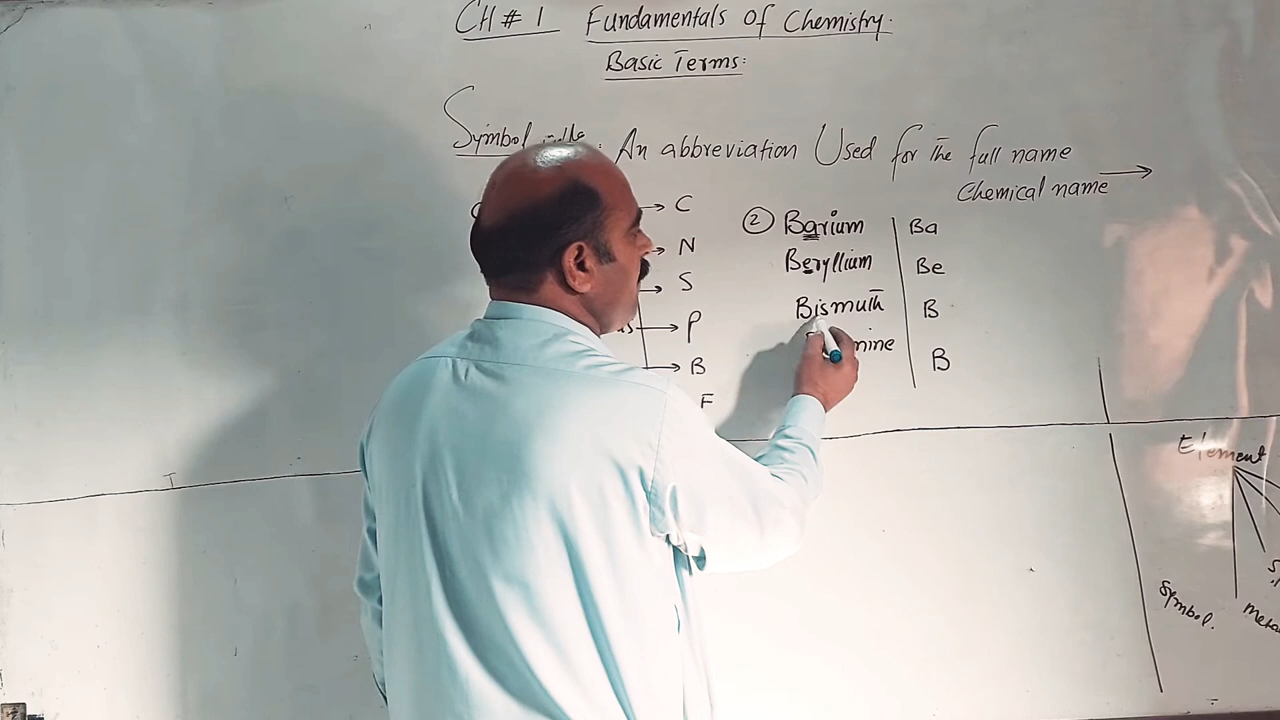 CH # 1 Fundamentals of Chemistry.
Basic Terms:
Symbol : An abbreviation Used for the full name
Chemical name →
→ C
→ N
→ S
→ P
→ B
F
② Barium | Ba
Beryllium | Be
Bismuth | B
B
Element
Symbol.